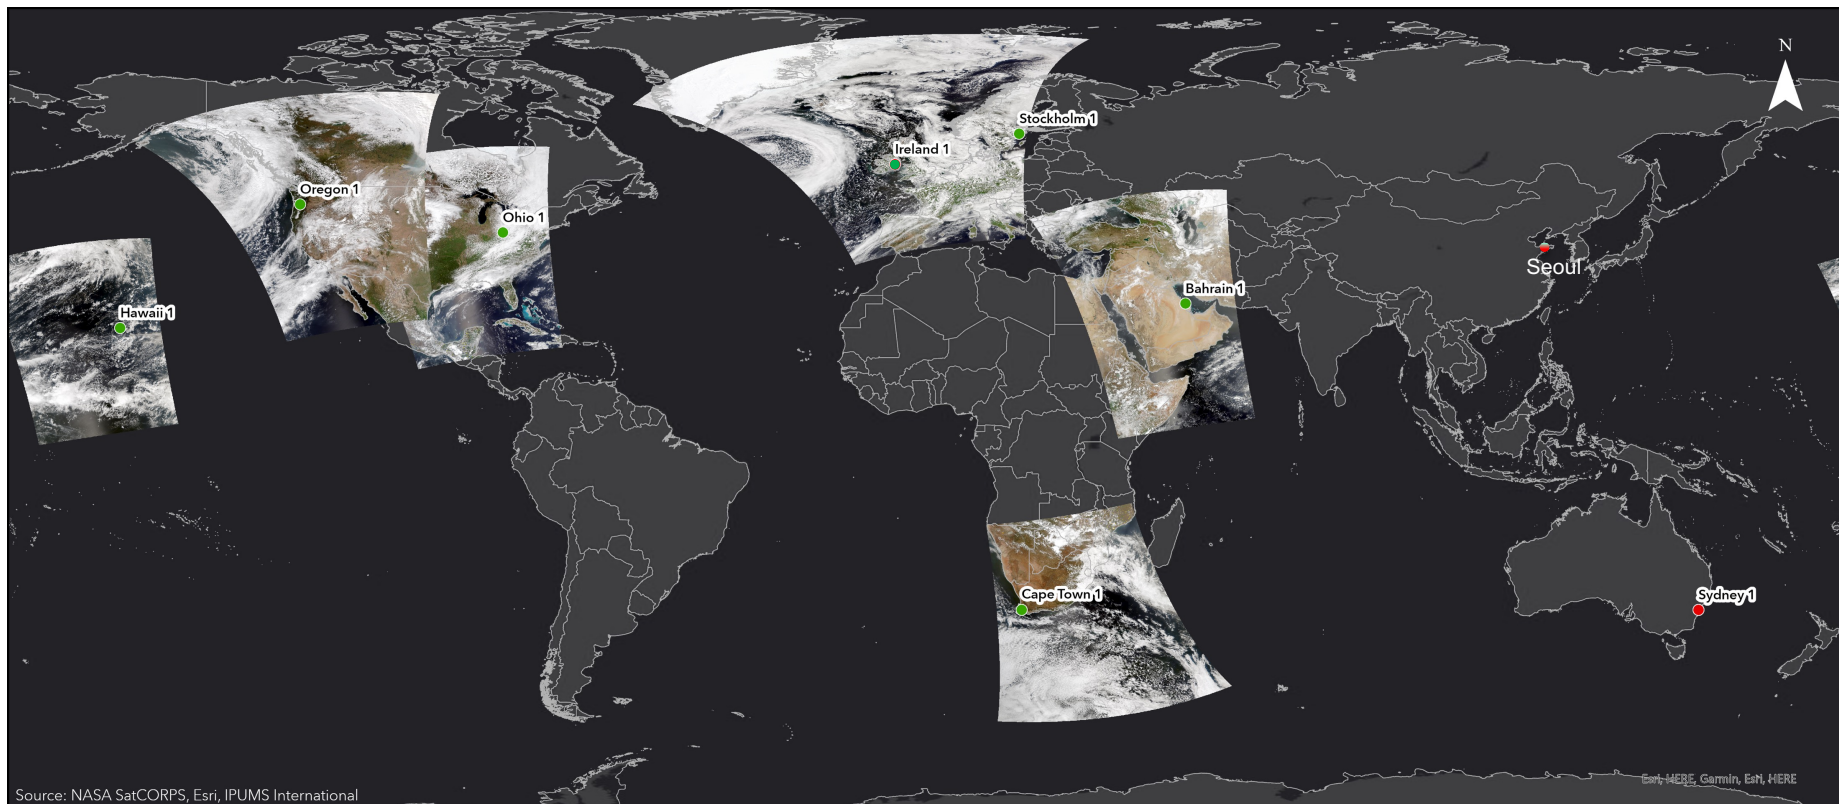 N
Stockholm 1
Ireland 1
Oregon 1
Ohio 1
Seoul
Bahrain 1
Hawaii 1
Cape Town 1
Sydney 1
Esri, HERE, Garmin, Esri, HERE
Source: NASA SatCORPS, Esri, IPUMS International